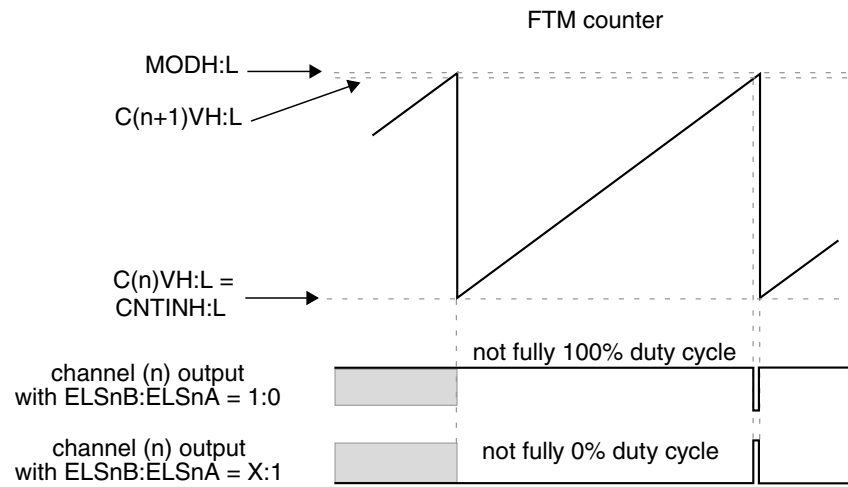 FTM counter
MODH:L
C(n+1)VH:L
C(n)VH:L =
CNTINH:L
not fully 100% duty cycle
channel (n) output
with ELSnB:ELSnA = 1:0
channel (n) output
with ELSnB:ELSnA = X:1
not fully 0% duty cycle